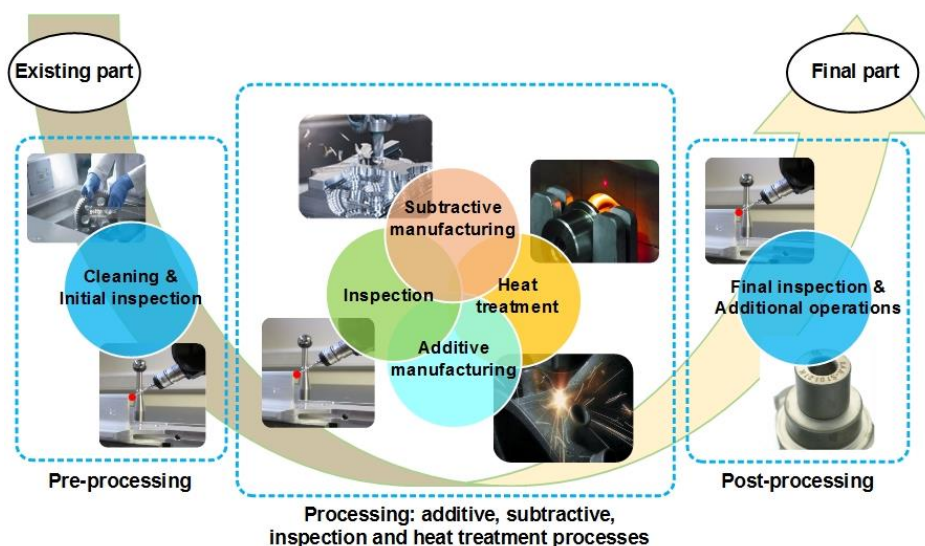 Existing part
Final part
Cleaning &
Initial inspection
Subtractive
manufacturing
Inspection
Heat
treatment
Additive
manufacturing
Final inspection &
Additional operations
Pre-processing
Post-processing
Processing: additive, subtractive,
inspection and heat treatment processes